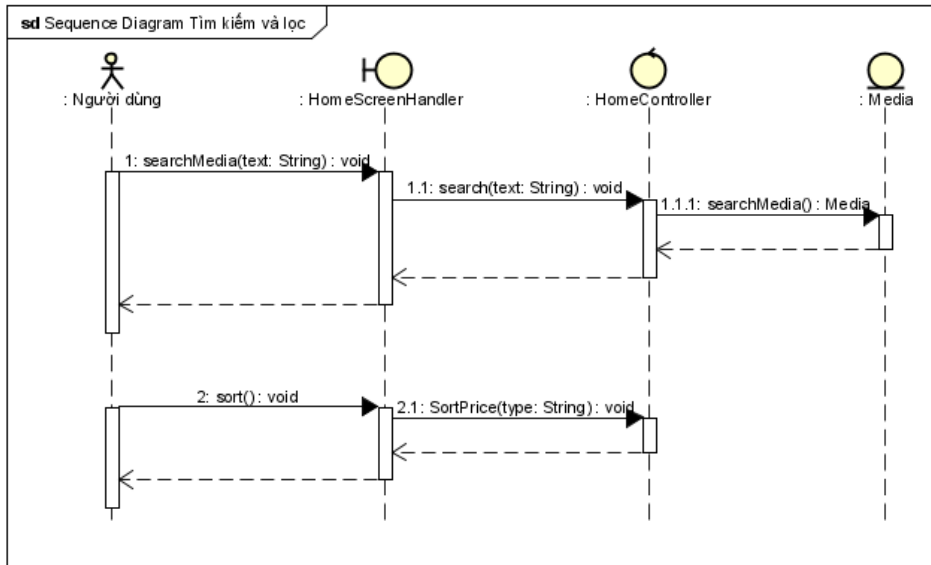 sd Sequence Diagram Tìm kiếm và lọc
: Người dùng
: HomeScreenHandler
: HomeController
: Media
1: searchMedia(text: String) : void
1.1: search(text: String) : void
1.1.1: searchMedia() : Media
2: sort() : void
2.1: SortPrice(type: String) : void